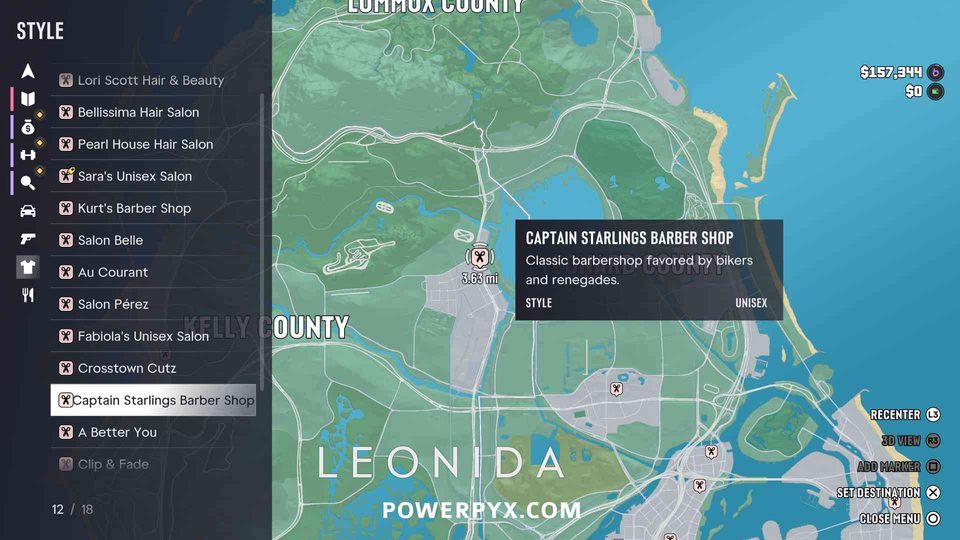 STYLE
LUMMOX COUNTY
$157,344
$0
Lori Scott Hair & Beauty
Bellissima Hair Salon
Pearl House Hair Salon
Sara's Unisex Salon
Kurt's Barber Shop
Salon Belle
Au Courant
Salon Pérez
Fabiola's Unisex Salon
Crosstown Cutz
Captain Starlings Barber Shop
A Better You
Clip & Fade
12 / 18
3.63 mi
CAPTAIN STARLINGS BARBER SHOP
Classic barbershop favored by bikers
and renegades.
STYLE UNISEX
KELLY COUNTY
LEONIDA
POWERPYX.COM
RECENTER L3
3D VIEW R3
ADD MARKER
SET DESTINATION
CLOSE MENU